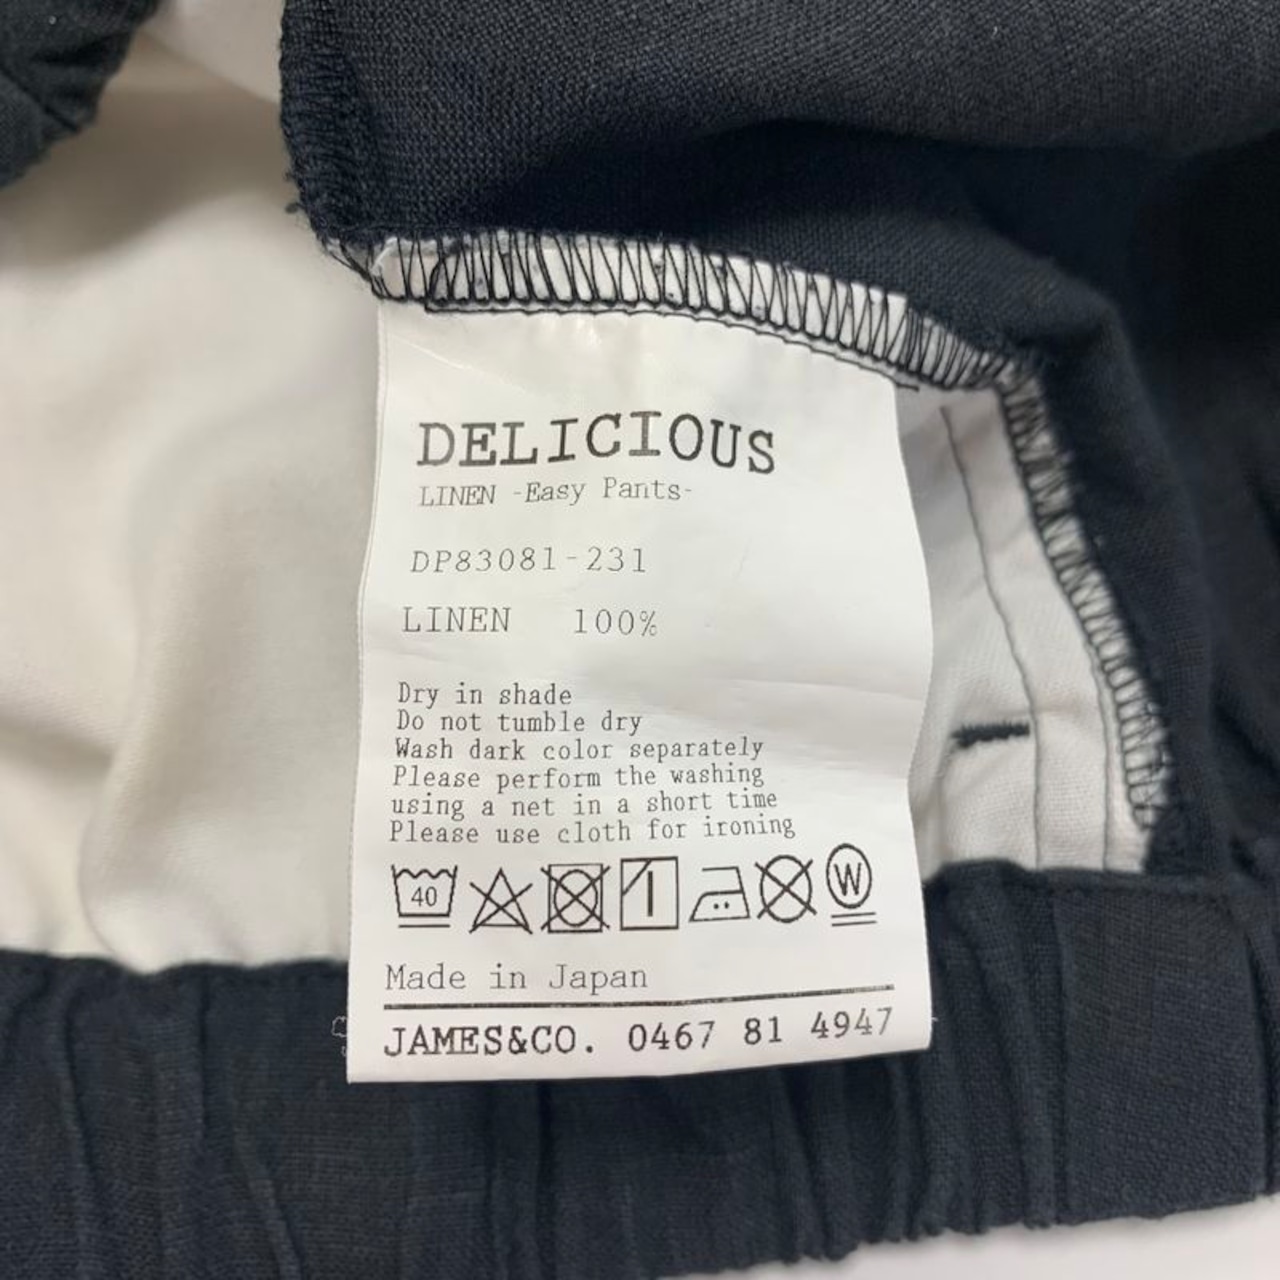 DELICIOUS
LINEN -Easy Pants-
DP83081-231
LINEN 100%
Dry in shade
Do not tumble dry
Wash dark color separately
Please perform the washing
using a net in a short time
Please use cloth for ironing
40 W
Made in Japan
JAMES&CO. 0467 81 4947